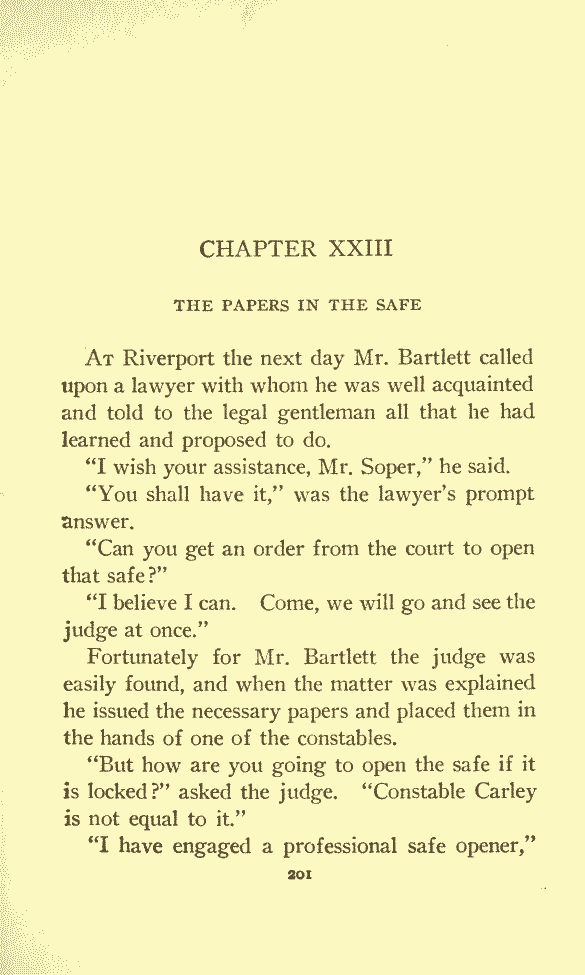 CHAPTER XXIII
THE PAPERS IN THE SAFE
At Riverport the next day Mr. Bartlett called
upon a lawyer with whom he was well acquainted
and told to the legal gentleman all that he had
learned and proposed to do.
“I wish your assistance, Mr. Soper,” he said.
“You shall have it,” was the lawyer’s prompt
answer.
“Can you get an order from the court to open
that safe?”
“I believe I can. Come, we will go and see the
judge at once.”
Fortunately for Mr. Bartlett the judge was
easily found, and when the matter was explained
he issued the necessary papers and placed them in
the hands of one of the constables.
“But how are you going to open the safe if it
is locked?” asked the judge. “Constable Carley
is not equal to it.”
“I have engaged a professional safe opener,”
201